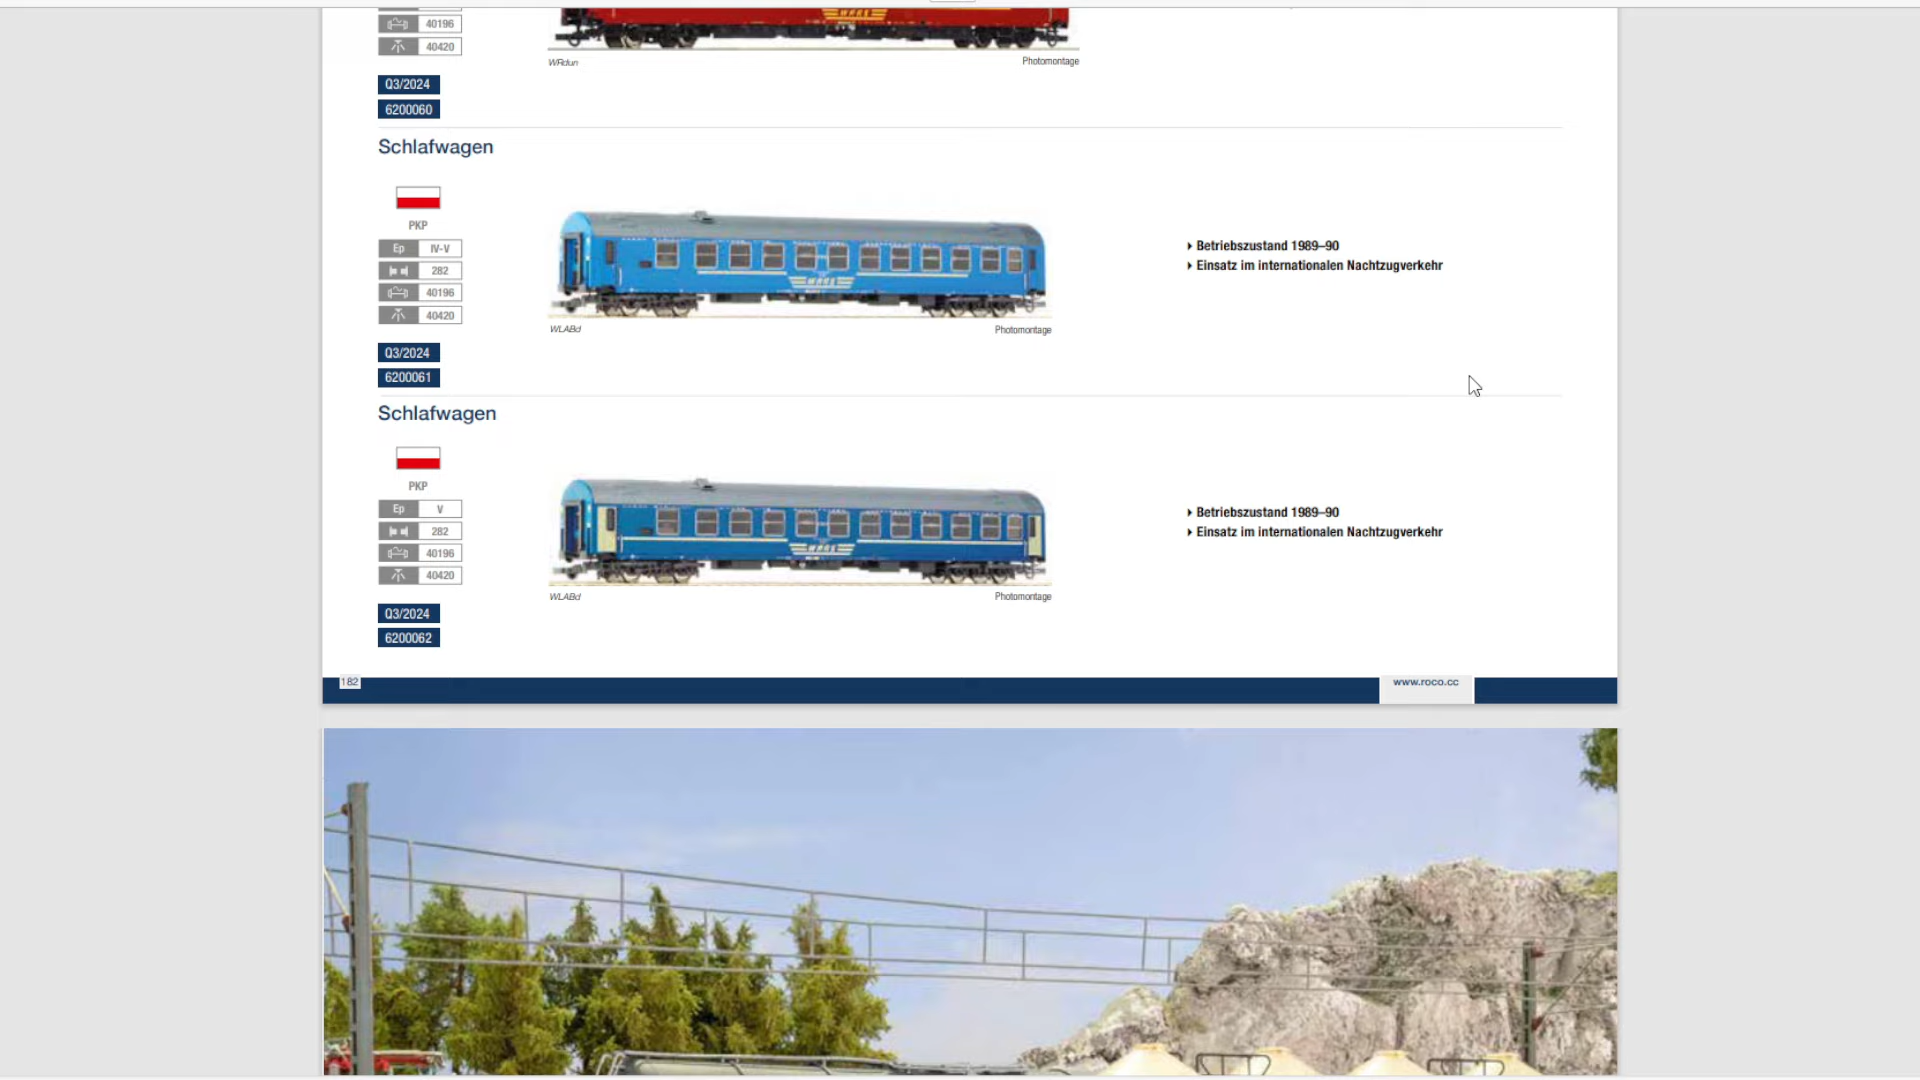 40196
40420
WRdun
Photomontage
Q3/2024
6200060
Schlafwagen
PKP
Ep IV-V
282
40196
40420
WLABd
Photomontage
▸ Betriebszustand 1989–90
▸ Einsatz im internationalen Nachtzugverkehr
Q3/2024
6200061
Schlafwagen
PKP
Ep V
282
40196
40420
WLABd
Photomontage
▸ Betriebszustand 1989–90
▸ Einsatz im internationalen Nachtzugverkehr
Q3/2024
6200062
182
www.roco.cc